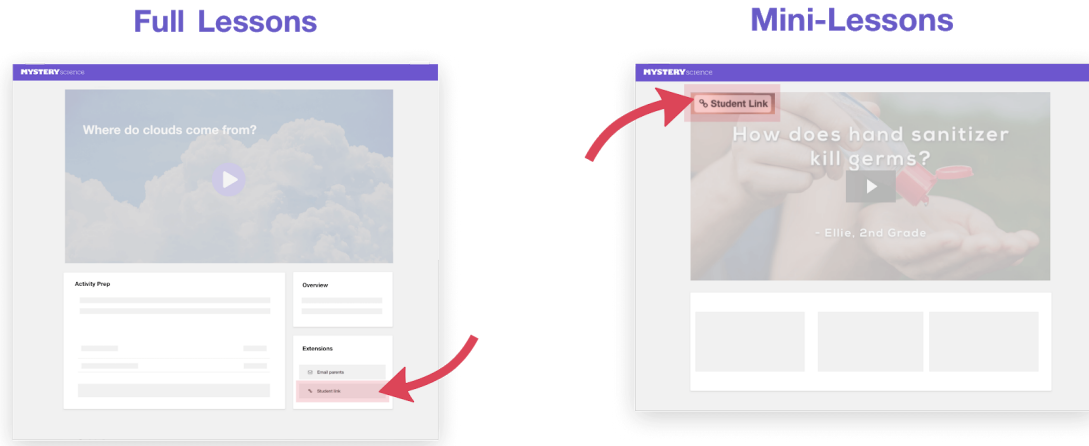 Full Lessons
MYSTERY science
Where do clouds come from?
Activity Prep
Overview
Extensions
Email parents
Student link
Mini-Lessons
MYSTERY science
Student Link
How does hand sanitizer
kill germs?
- Ellie, 2nd Grade